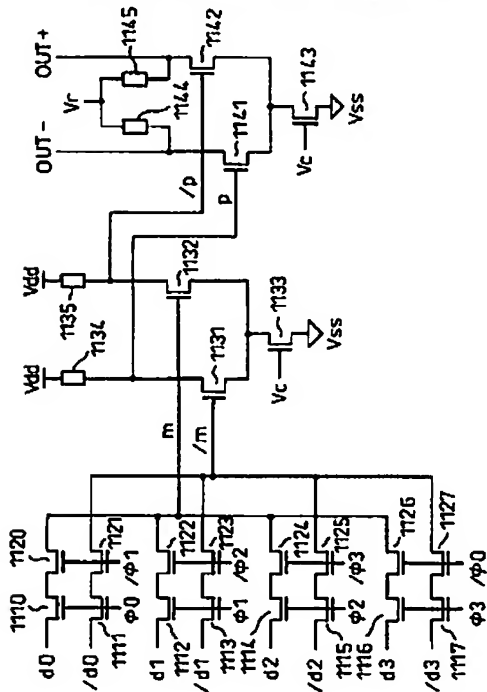 OUT- OUT+
Vr
1144 1145
Vdd Vdd
1134 1135
/p
p
1141 1142
1143
Vc
Vss
m
/m
1131 1132
1133
Vc
Vss
1110 1120
d0
/d0
1111 1121
Φ0 /Φ1
d1
1112 1122
/d1
1113 1123
Φ1 /Φ2
d2
1114 1124
/d2
1115 1125
Φ2 /Φ3
d3
1116 1126
/d3
1117 1127
Φ3 /Φ0